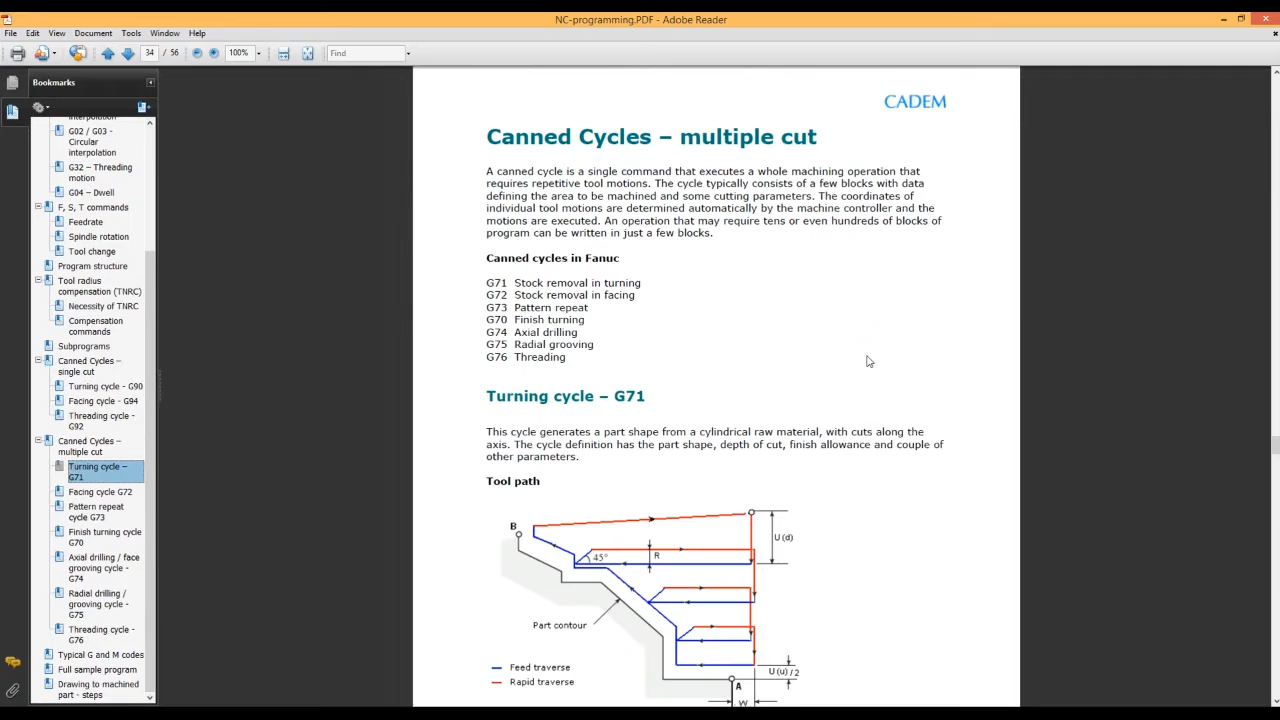 NC-programming.PDF - Adobe Reader
File Edit View Document Tools Window Help
34 / 56 100% Find
Bookmarks
interpolation
G02 / G03 -
Circular
interpolation
G32 – Threading
motion
G04 – Dwell
F, S, T commands
Feedrate
Spindle rotation
Tool change
Program structure
Tool radius
compensation (TNRC)
Necessity of TNRC
Compensation
commands
Subprograms
Canned Cycles –
single cut
Turning cycle - G90
Facing cycle - G94
Threading cycle -
G92
Canned Cycles –
multiple cut
Turning cycle –
G71
Facing cycle G72
Pattern repeat
cycle G73
Finish turning cycle
G70
Axial drilling / face
grooving cycle -
G74
Radial drilling /
grooving cycle -
G75
Threading cycle -
G76
Typical G and M codes
Full sample program
Drawing to machined
part - steps
CADEM
Canned Cycles – multiple cut
A canned cycle is a single command that executes a whole machining operation that
requires repetitive tool motions. The cycle typically consists of a few blocks with data
defining the area to be machined and some cutting parameters. The coordinates of
individual tool motions are determined automatically by the machine controller and the
motions are executed. An operation that may require tens or even hundreds of blocks of
program can be written in just a few blocks.
Canned cycles in Fanuc
G71 Stock removal in turning
G72 Stock removal in facing
G73 Pattern repeat
G70 Finish turning
G74 Axial drilling
G75 Radial grooving
G76 Threading
Turning cycle – G71
This cycle generates a part shape from a cylindrical raw material, with cuts along the
axis. The cycle definition has the part shape, depth of cut, finish allowance and couple of
other parameters.
Tool path
B
U (d)
45°
R
Part contour
Feed traverse
U (u) / 2
Rapid traverse
A
W